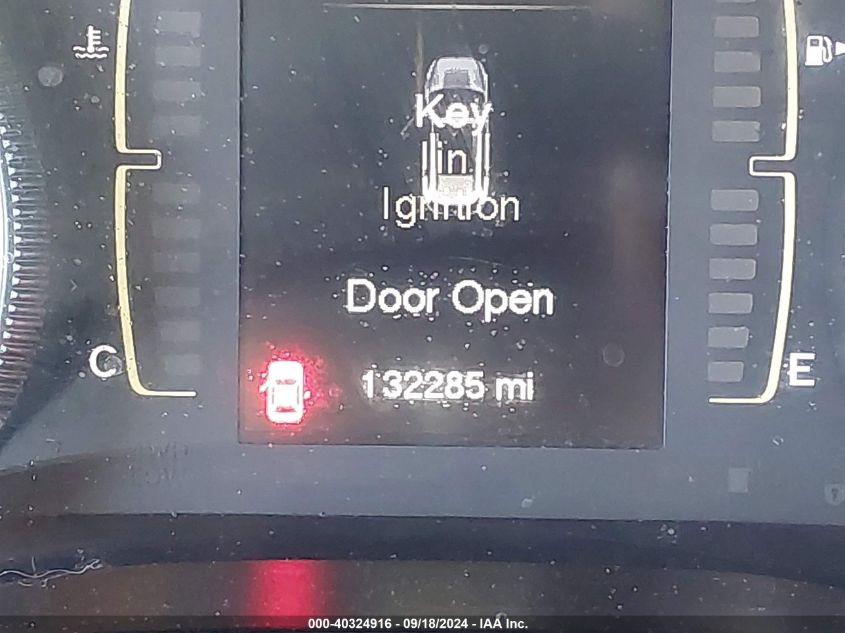 Key
in
Ignition
Door Open
C
E
132285 mi
000-40324916 - 09/18/2024 - IAA Inc.